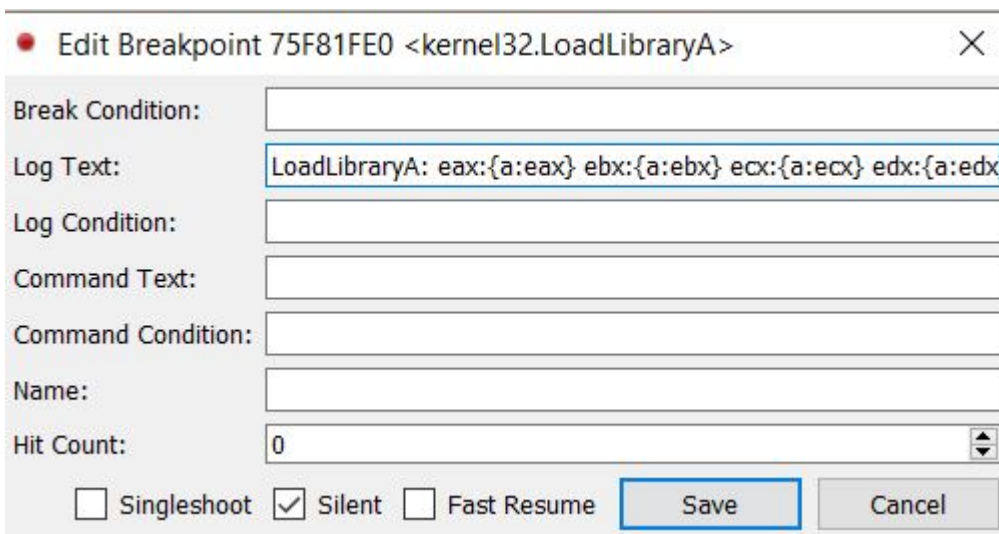 Edit Breakpoint 75F81FE0 <kernel32.LoadLibraryA>
Break Condition:
Log Text: LoadLibraryA: eax:{a:eax} ebx:{a:ebx} ecx:{a:ecx} edx:{a:edx
Log Condition:
Command Text:
Command Condition:
Name:
Hit Count: 0
Singleshoot Silent Fast Resume Save Cancel